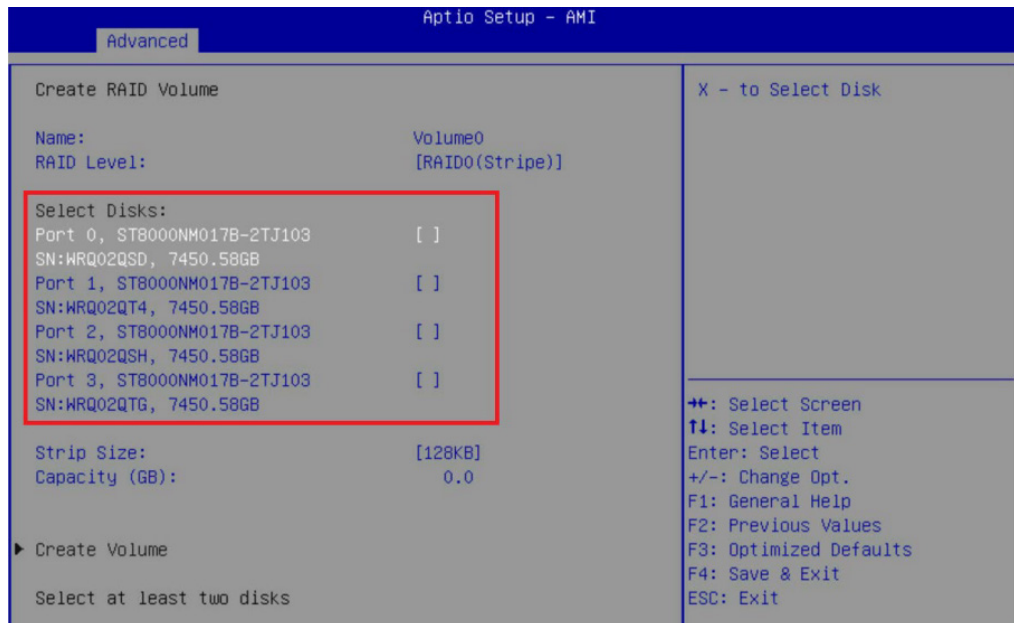 Aptio Setup - AMI
Advanced
Create RAID Volume
X - to Select Disk
Name: Volume0
RAID Level: [RAID0(Stripe)]
Select Disks:
Port 0, ST8000NM017B-2TJ103 [ ]
SN:WRQ02QSD, 7450.58GB
Port 1, ST8000NM017B-2TJ103 [ ]
SN:WRQ02QT4, 7450.58GB
Port 2, ST8000NM017B-2TJ103 [ ]
SN:WRQ02QSH, 7450.58GB
Port 3, ST8000NM017B-2TJ103 [ ]
SN:WRQ02QTG, 7450.58GB
Strip Size: [128KB]
Capacity (GB): 0.0
Create Volume
Select at least two disks
→←: Select Screen
↑↓: Select Item
Enter: Select
+/-: Change Opt.
F1: General Help
F2: Previous Values
F3: Optimized Defaults
F4: Save & Exit
ESC: Exit